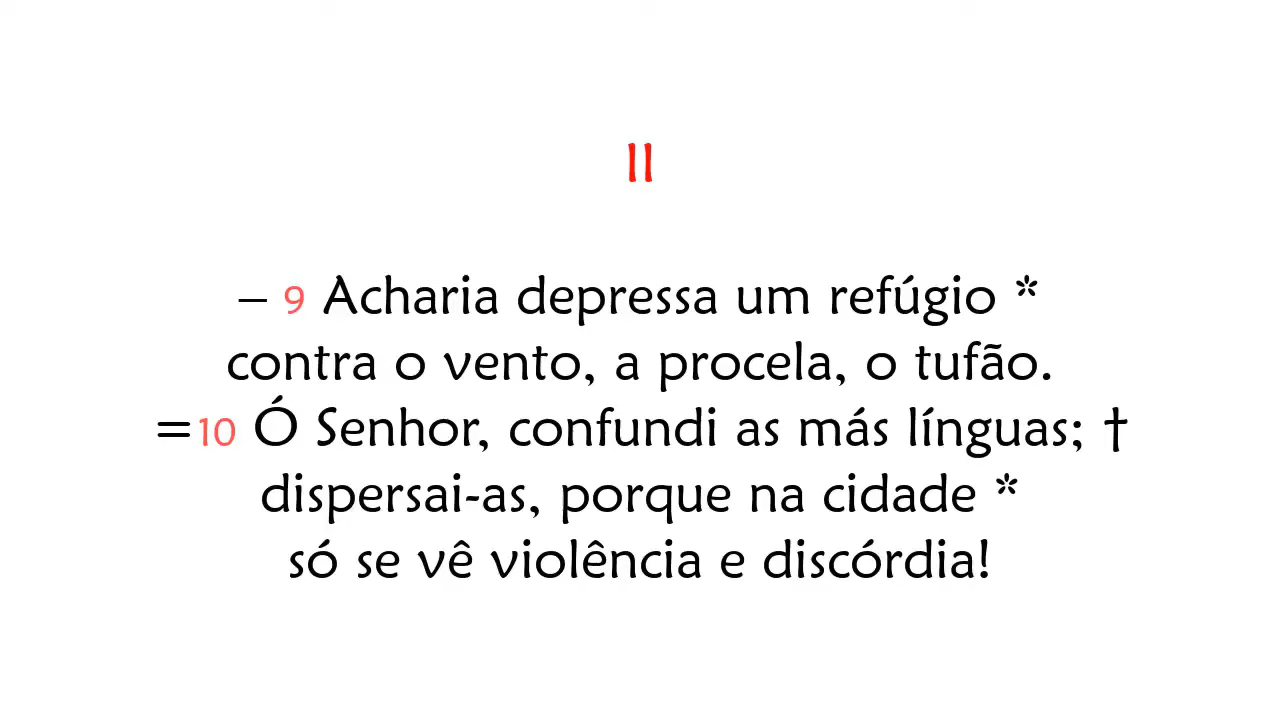 II
– 9 Acharia depressa um refúgio *
contra o vento, a procela, o tufão.
=10 Ó Senhor, confundi as más línguas; †
dispersai-as, porque na cidade *
só se vê violência e discórdia!